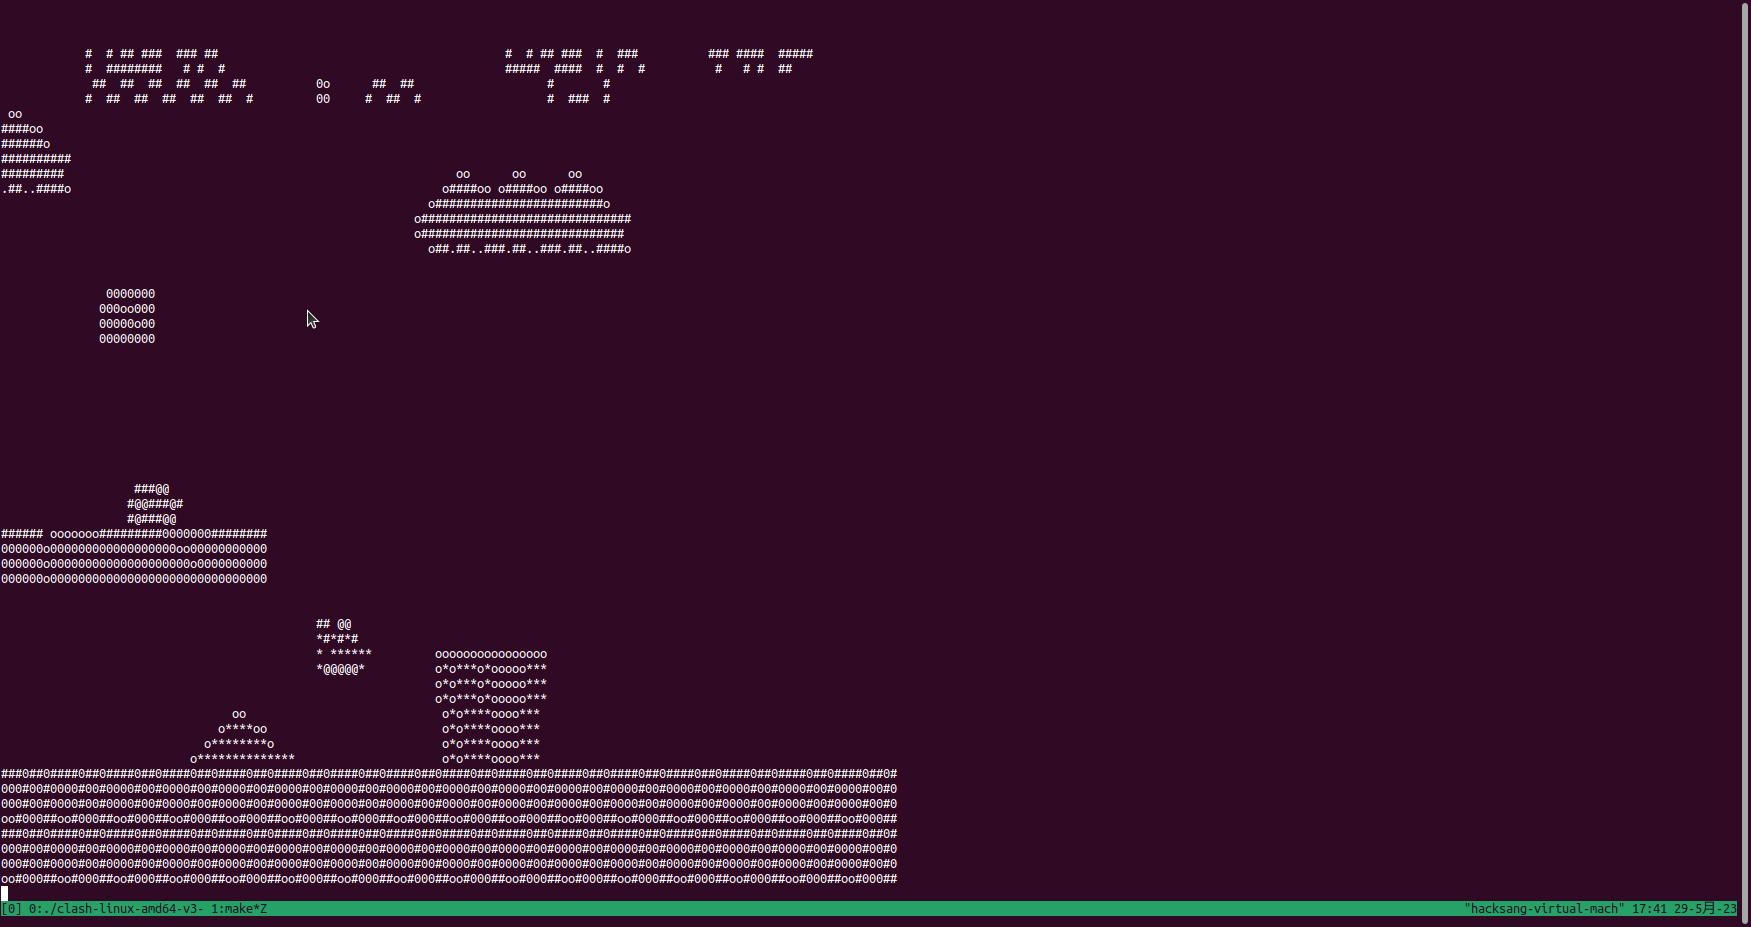 # # ## ### ### ## # # ## ### # ### ### #### #####
# ######## # # # ##### #### # # # # # # ##
## ## ## ## ## ## 0o ## ## # #
# ## ## ## ## ## # 00 # ## # # ### #
oo
####oo
######o
##########
######### oo oo oo
.##..####o o####oo o####oo o####oo
o########################o
o##############################
o#############################
o##.##..###.##..###.##..####o
0000000
000oo000
00000o00
00000000
###@@
#@@###@#
#@###@@
###### ooooooo#########0000000########
000000o000000000000000000oo00000000000
000000o00000000000000000000o0000000000
000000o0000000000000000000000000000000
## @@
*#*#*#
* ****** oooooooooooooooo
*@@@@@* o*o***o*ooooo***
o*o***o*ooooo***
o*o***o*ooooo***
oo o*o****oooo***
o****oo o*o****oooo***
o********o o*o****oooo***
o************** o*o****oooo***
###0##0####0##0####0##0####0##0####0##0####0##0####0##0####0##0####0##0####0##0####0##0####0##0####0##0####0##0####0##0####0##0#
000#00#0000#00#0000#00#0000#00#0000#00#0000#00#0000#00#0000#00#0000#00#0000#00#0000#00#0000#00#0000#00#0000#00#0000#00#0000#00#0
000#00#0000#00#0000#00#0000#00#0000#00#0000#00#0000#00#0000#00#0000#00#0000#00#0000#00#0000#00#0000#00#0000#00#0000#00#0000#00#0
oo#000##oo#000##oo#000##oo#000##oo#000##oo#000##oo#000##oo#000##oo#000##oo#000##oo#000##oo#000##oo#000##oo#000##oo#000##oo#000##
###0##0####0##0####0##0####0##0####0##0####0##0####0##0####0##0####0##0####0##0####0##0####0##0####0##0####0##0####0##0####0##0#
000#00#0000#00#0000#00#0000#00#0000#00#0000#00#0000#00#0000#00#0000#00#0000#00#0000#00#0000#00#0000#00#0000#00#0000#00#0000#00#0
000#00#0000#00#0000#00#0000#00#0000#00#0000#00#0000#00#0000#00#0000#00#0000#00#0000#00#0000#00#0000#00#0000#00#0000#00#0000#00#0
oo#000##oo#000##oo#000##oo#000##oo#000##oo#000##oo#000##oo#000##oo#000##oo#000##oo#000##oo#000##oo#000##oo#000##oo#000##oo#000##
[0] 0:./clash-linux-amd64-v3- 1:make*Z "hacksang-virtual-mach" 17:41 29-5月-23